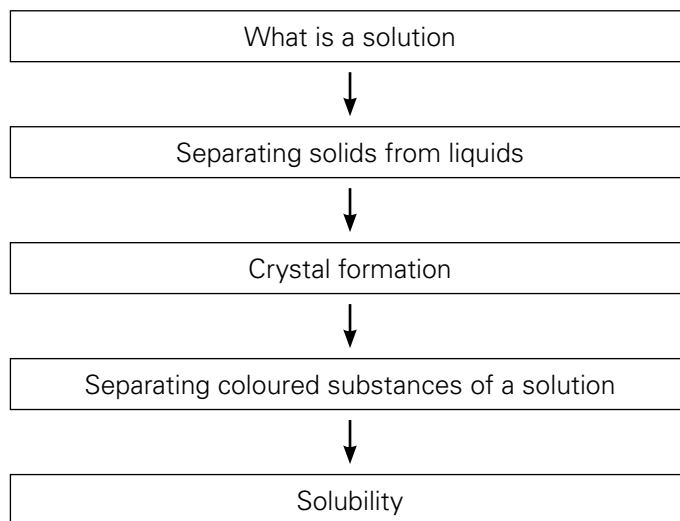 What is a solution
Separating solids from liquids
Crystal formation
Separating coloured substances of a solution
Solubility